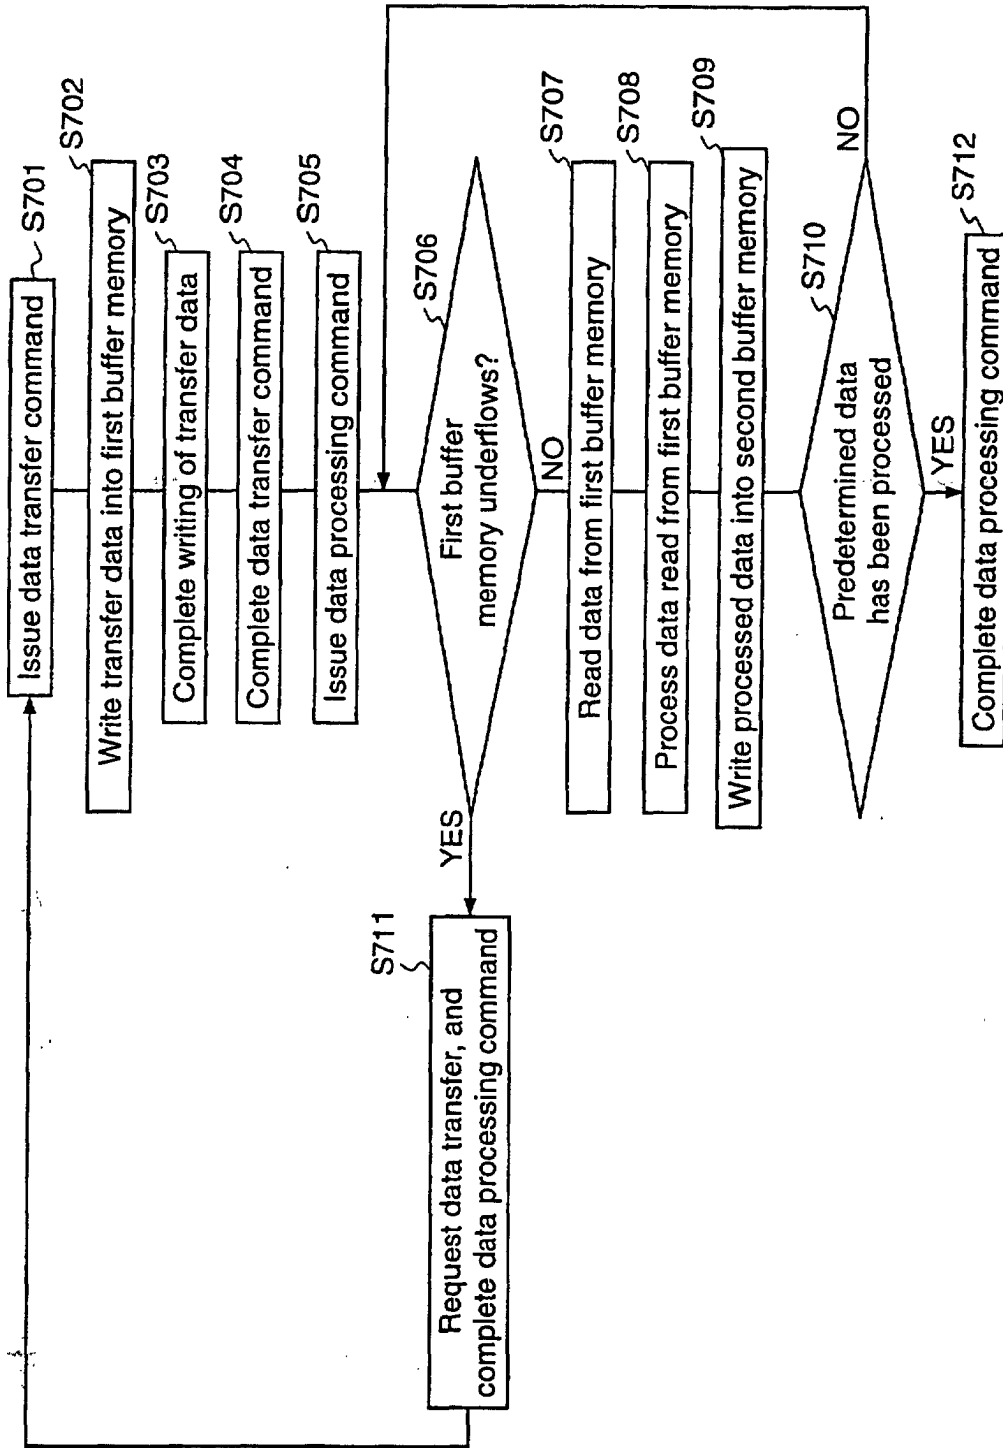 S701
Issue data transfer command
S702
Write transfer data into first buffer memory
S703
Complete writing of transfer data
S704
Complete data transfer command
S705
Issue data processing command
S706
First buffer
memory underflows?
YES
NO
S711
Request data transfer, and
complete data processing command
S707
Read data from first buffer memory
S708
Process data read from first buffer memory
S709
Write processed data into second buffer memory
S710
Predetermined data
has been processed
NO
YES
S712
Complete data processing command